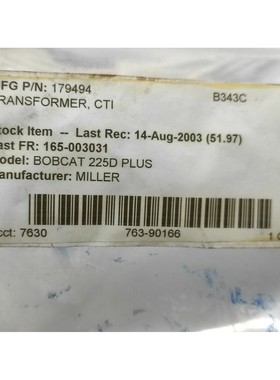 FG P/N: 179494
RANSFORMER, CTI
B343C
tock Item -- Last Rec: 14-Aug-2003 (51.97)
ast FR: 165-003031
odel: BOBCAT 225D PLUS
anufacturer: MILLER
cct: 7630
763-90166